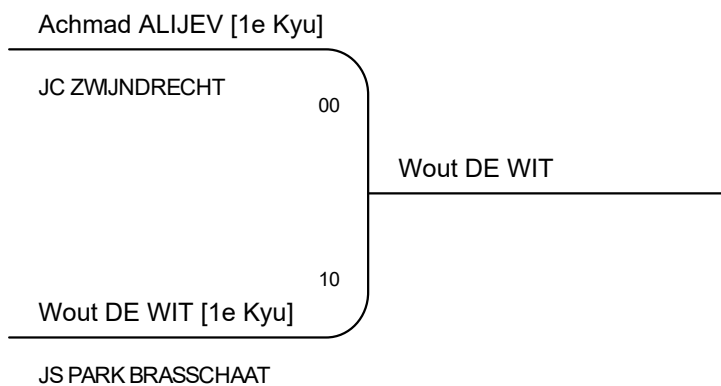 Achmad ALIJEV [1e Kyu]
JC ZWIJNDRECHT
00
Wout DE WIT
10
Wout DE WIT [1e Kyu]
JS PARK BRASSCHAAT